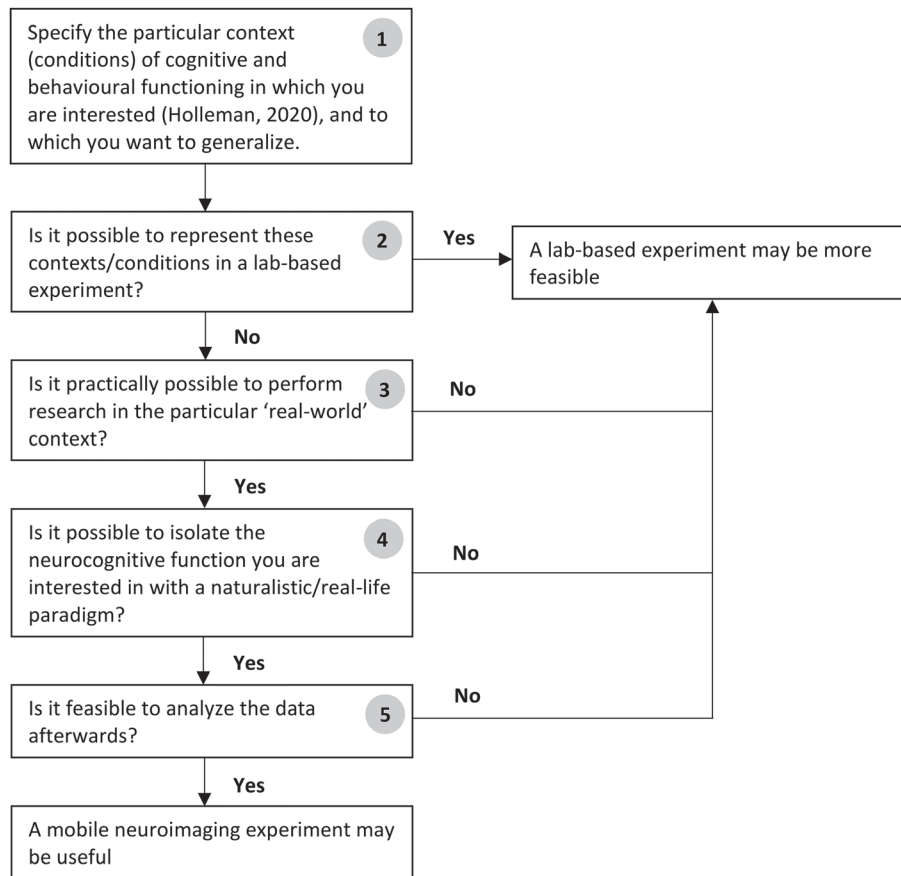 Specify the particular context
(conditions) of cognitive and
behavioural functioning in which you
are interested (Holleman, 2020), and to
which you want to generalize.
1
Is it possible to represent these
contexts/conditions in a lab-based
experiment?
2
Yes
A lab-based experiment may be more
feasible
No
Is it practically possible to perform
research in the particular ‘real-world’
context?
3
No
Yes
Is it possible to isolate the
neurocognitive function you are
interested in with a naturalistic/real-life
paradigm?
4
No
Yes
Is it feasible to analyze the data
afterwards?
5
No
Yes
A mobile neuroimaging experiment may
be useful